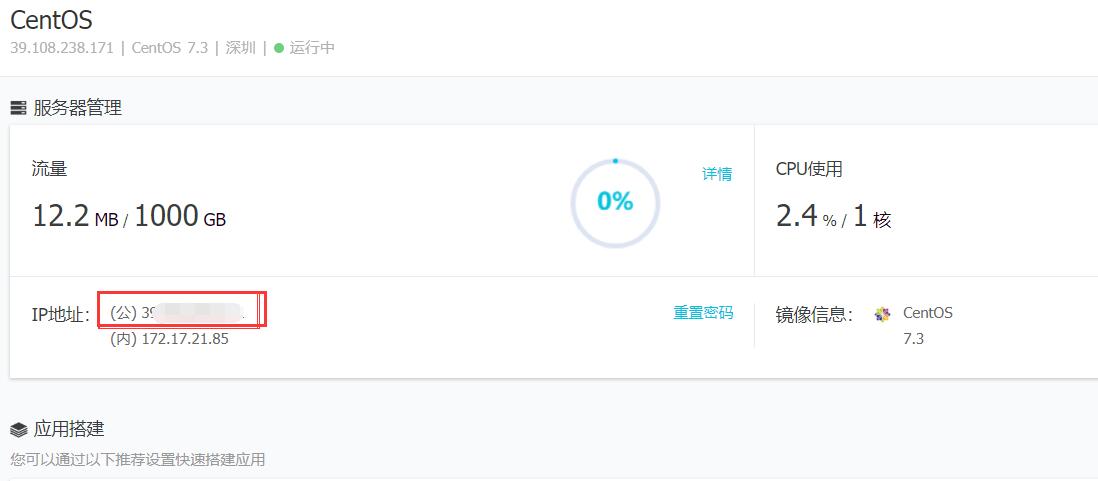 CentOS
39.108.238.171 | CentOS 7.3 | 深圳 | 运行中
服务器管理
流量
详情
12.2 MB / 1000 GB
0%
CPU使用
2.4 % / 1 核
IP地址: (公) 39
(内) 172.17.21.85
重置密码
镜像信息: CentOS
7.3
应用搭建
您可以通过以下推荐设置快速搭建应用